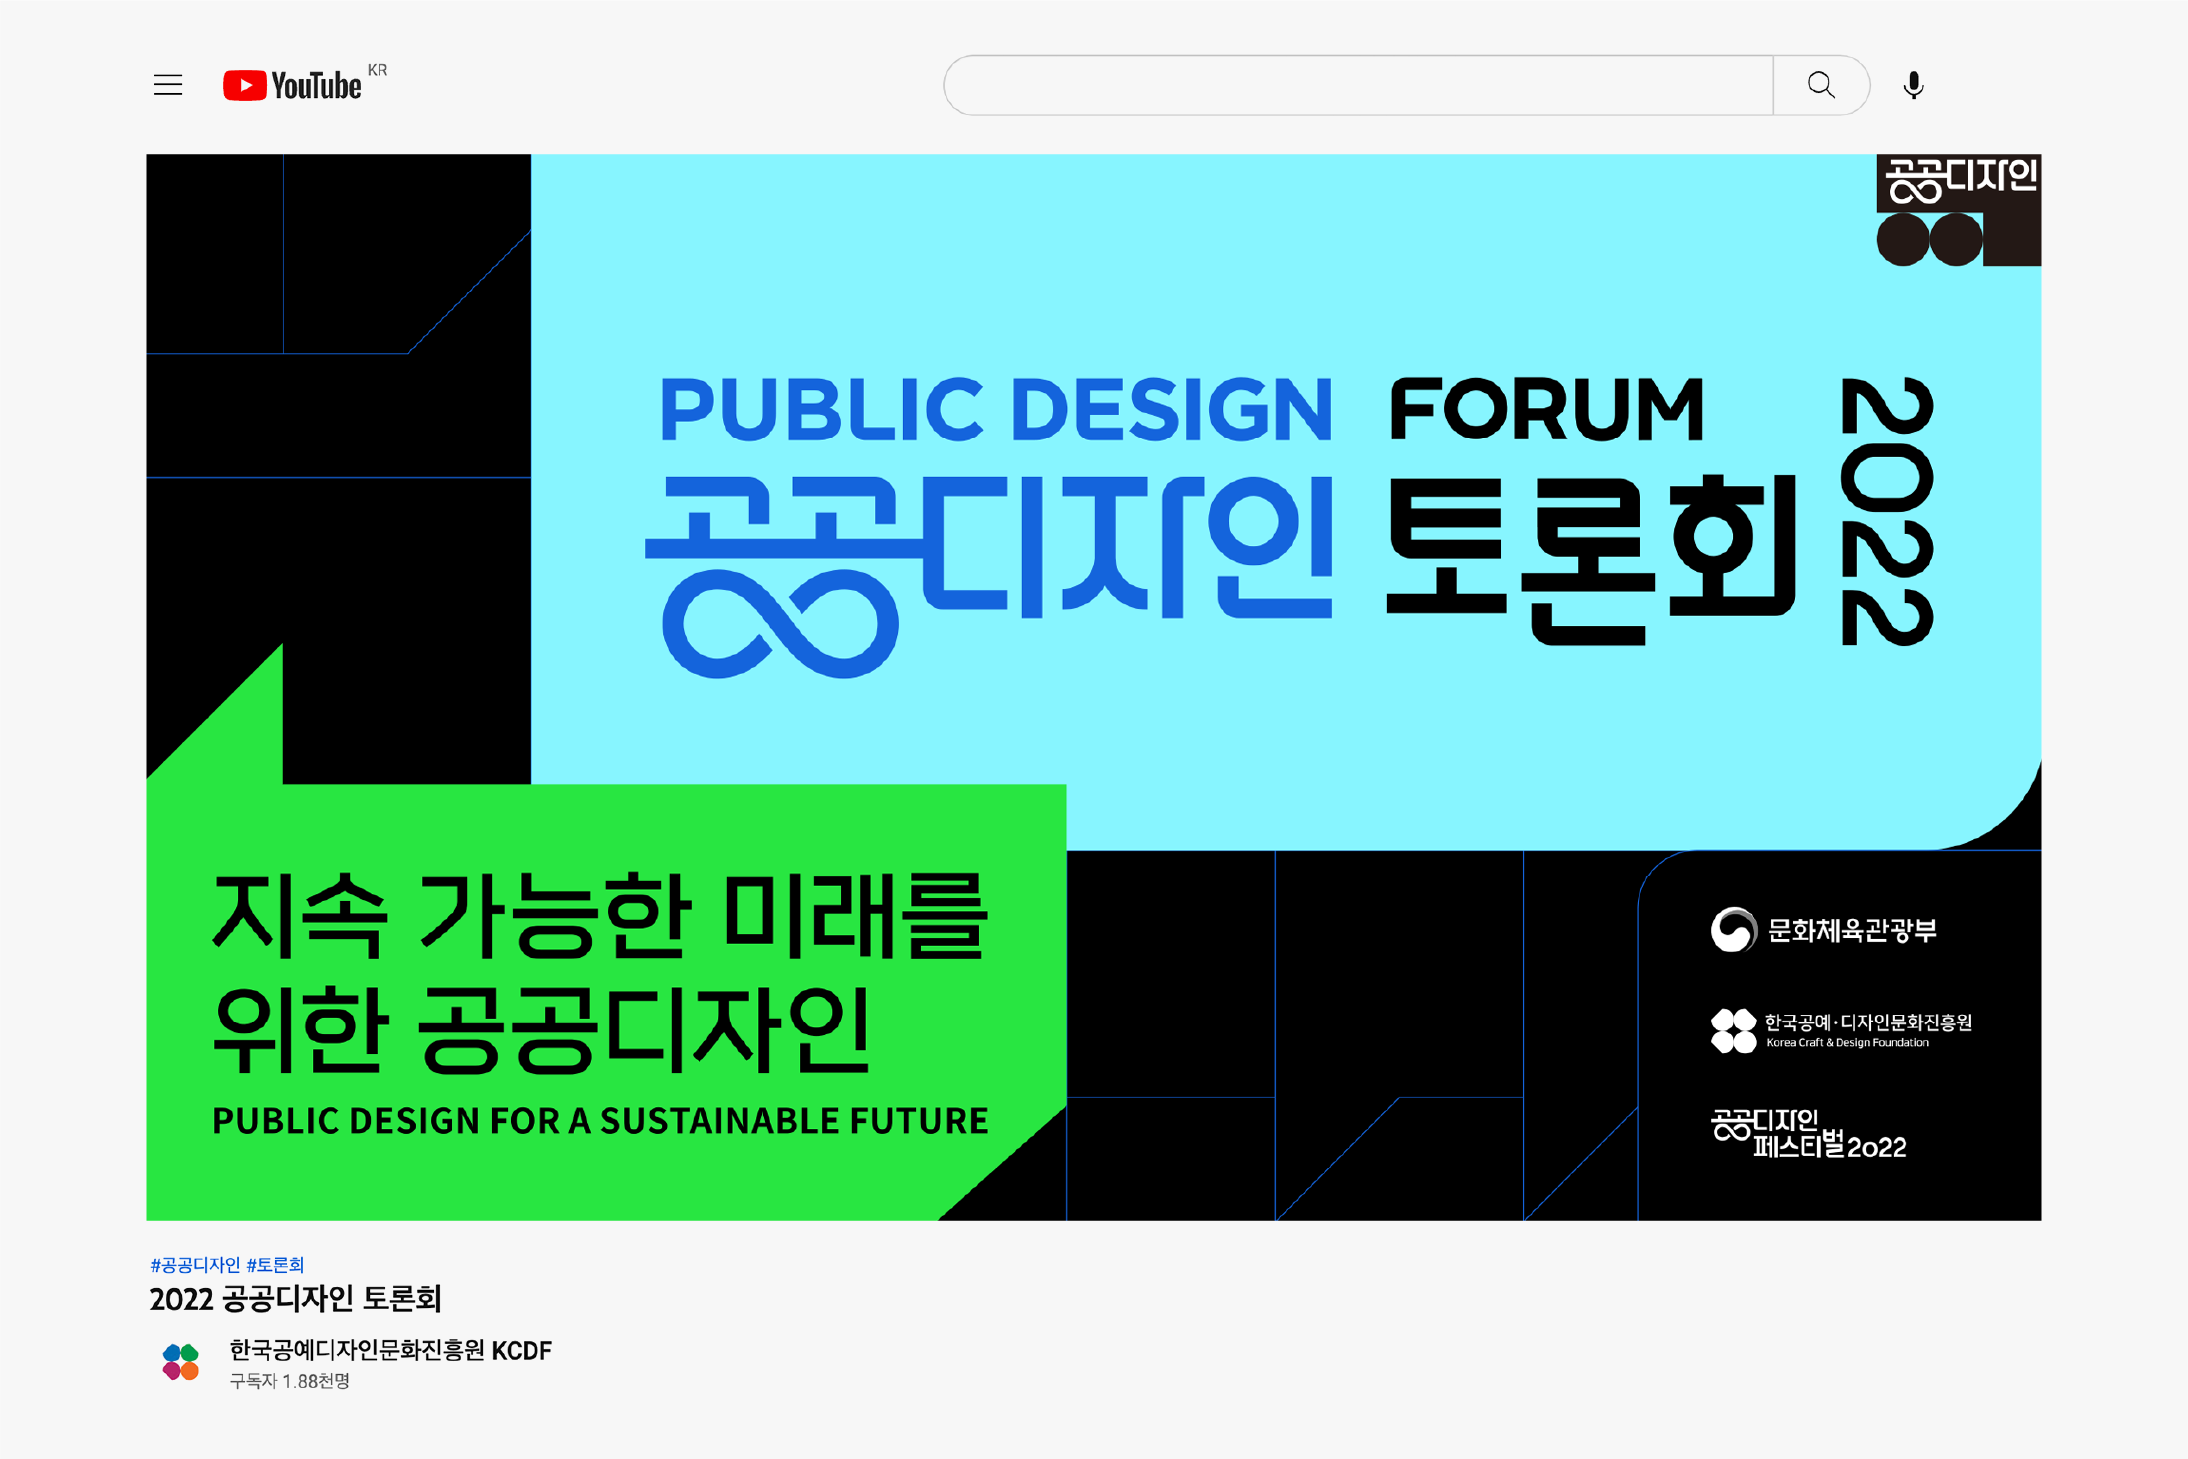 YouTube KR
공공디자인
PUBLIC DESIGN FORUM
공공디자인 토론회
2022
지속 가능한 미래를
위한 공공디자인
PUBLIC DESIGN FOR A SUSTAINABLE FUTURE
문화체육관광부
한국공예·디자인문화진흥원
Korea Craft & Design Foundation
공공디자인
페스티벌 2022
#공공디자인 #토론회
2022 공공디자인 토론회
한국공예디자인문화진흥원 KCDF
구독자 1.88천명